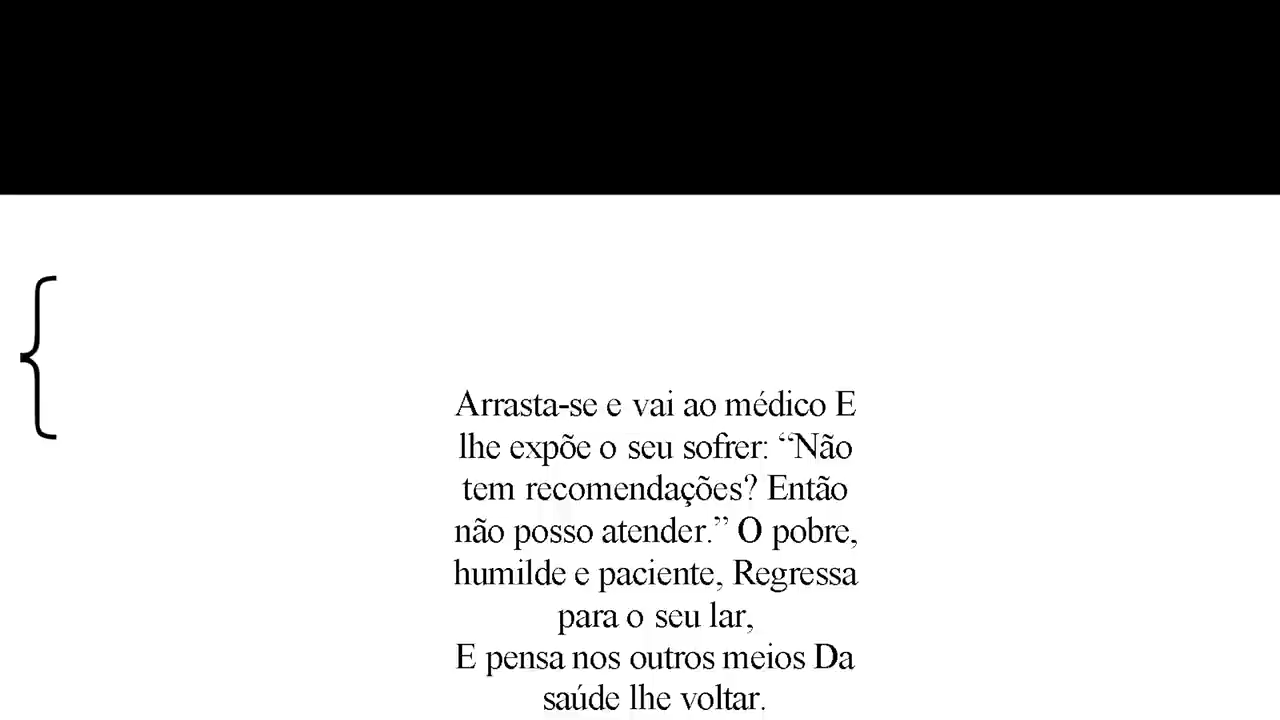 Arrasta-se e vai ao médico E
lhe expõe o seu sofrer: “Não
tem recomendações? Então
não posso atender.” O pobre,
humilde e paciente, Regressa
para o seu lar,
E pensa nos outros meios Da
saúde lhe voltar.